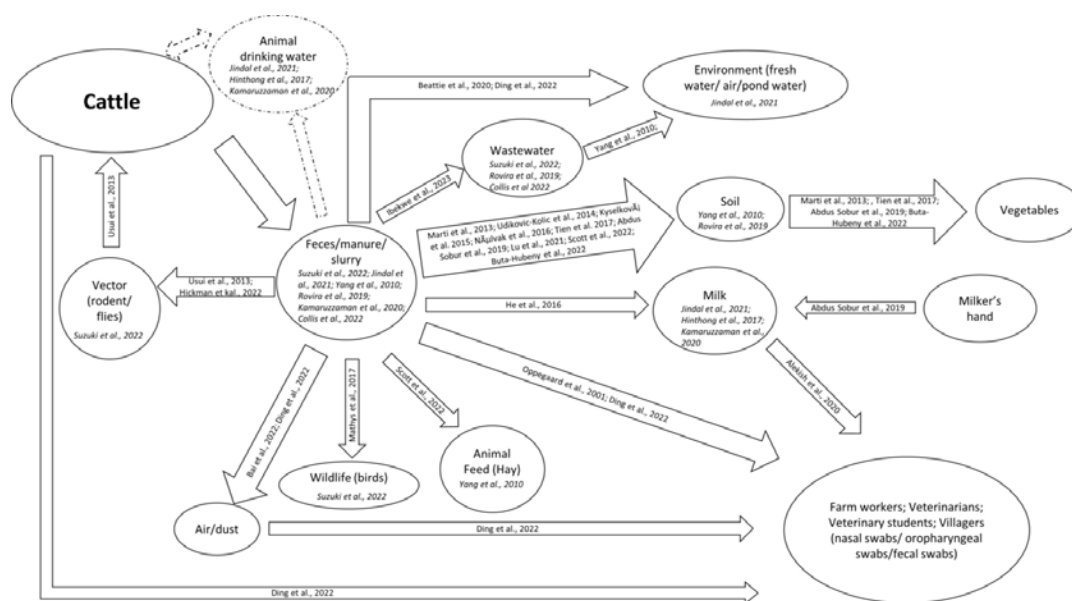 Cattle
Animal
drinking water
Jindal et al., 2021;
Hinthong et al., 2017;
Kamaruzzaman et al., 2020
Beattie et al., 2020; Ding et al., 2022
Environment (fresh
water/ air/pond water)
Jindal et al., 2021
Usui et al., 2013
Ibekwe et al., 2023
Wastewater
Suzuki et al., 2022;
Rovira et al., 2019;
Collis et al 2022
Yang et al., 2010;
Feces/manure/
slurry
Suzuki et al., 2022; Jindal et al.,
2021; Yang et al., 2010;
Rovira et al., 2019;
Kamaruzzaman et al., 2020;
Collis et al., 2022
Marti et al., 2013; Udikovic-Kolic et al., 2014; KyselkovÃ¡
et al. 2015; NÃµlvak et al., 2016; Tien et al. 2017; Abdus
Sobur et al., 2019; Lu et al., 2021; Scott et al., 2022;
Buta-Hubeny et al., 2022
Soil
Yang et al., 2010;
Rovira et al., 2019
Marti et al., 2013; , Tien et al., 2017;
Abdus Sobur et al., 2019; Buta-
Hubeny et al., 2022
Vegetables
Vector
(rodent/
flies)
Suzuki et al., 2022
Usui et al., 2013;
Hickman et kal., 2022
He et al., 2016
Milk
Jindal et al., 2021;
Hinthong et al., 2017;
Kamaruzzaman et al.,
2020
Abdus Sobur et al., 2019
Milker's
hand
Bai et al., 2022; Ding et al., 2022
Mathys et al., 2017
Scott et al., 2022
Oppegaard et al., 2001; Ding et al., 2022
Alekish et al., 2020
Air/dust
Wildlife (birds)
Suzuki et al., 2022
Animal
Feed (Hay)
Yang et al., 2010
Ding et al., 2022
Farm workers; Veterinarians;
Veterinary students; Villagers
(nasal swabs/ oropharyngeal
swabs/fecal swabs)
Ding et al., 2022